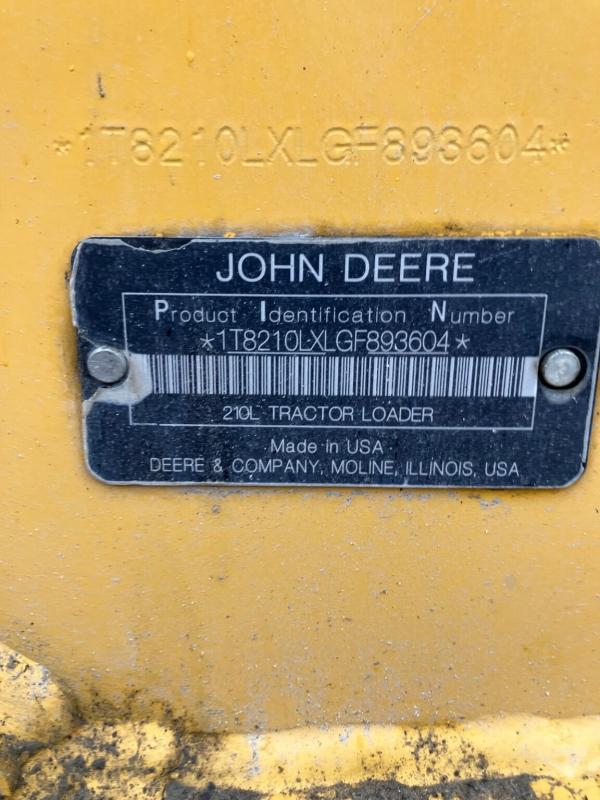 *1T8210LXLGF893604*
JOHN DEERE
Product Identification Number
*1T8210LXLGF893604*
210L TRACTOR LOADER
Made in USA
DEERE & COMPANY, MOLINE, ILLINOIS, USA